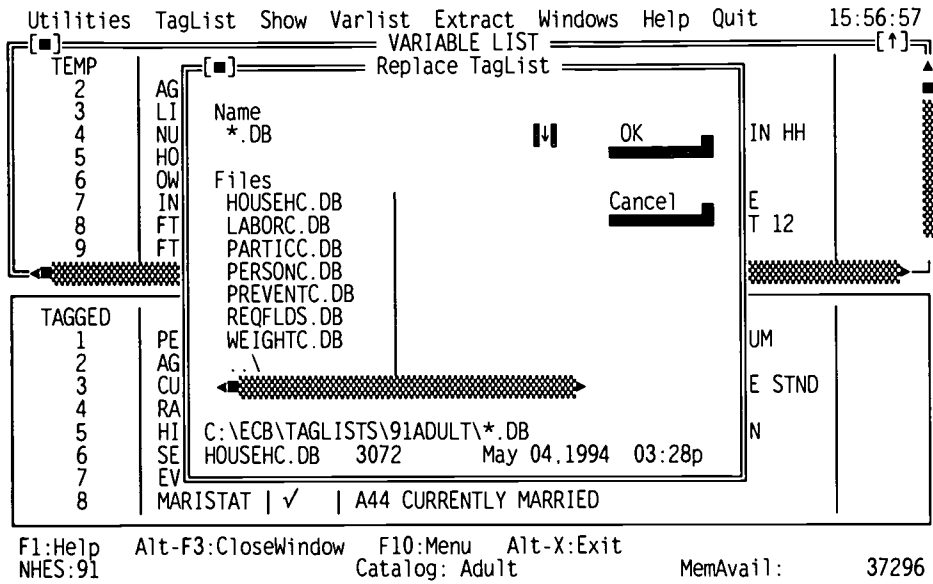 Utilities TagList Show Varlist Extract Windows Help Quit 15:56:57
[■] VARIABLE LIST [↑]
TEMP [■] Replace TagList
2 AG
3 LI Name
4 NU *.DB [↓] OK IN HH
5 HO
6 OW Files
7 IN HOUSEHC.DB Cancel E
8 FT LABORC.DB T 12
9 FT PARTICC.DB
PERSONC.DB
PREVENTC.DB
TAGGED REQFLDS.DB
1 PE WEIGHTC.DB UM
2 AG ..\
3 CU E STND
4 RA
5 HI C:\ECB\TAGLISTS\91ADULT\*.DB N
6 SE HOUSEHC.DB 3072 May 04,1994 03:28p
7 EV
8 MARISTAT | √ | A44 CURRENTLY MARRIED
F1:Help Alt-F3:CloseWindow F10:Menu Alt-X:Exit
NHES:91 Catalog: Adult MemAvail: 37296